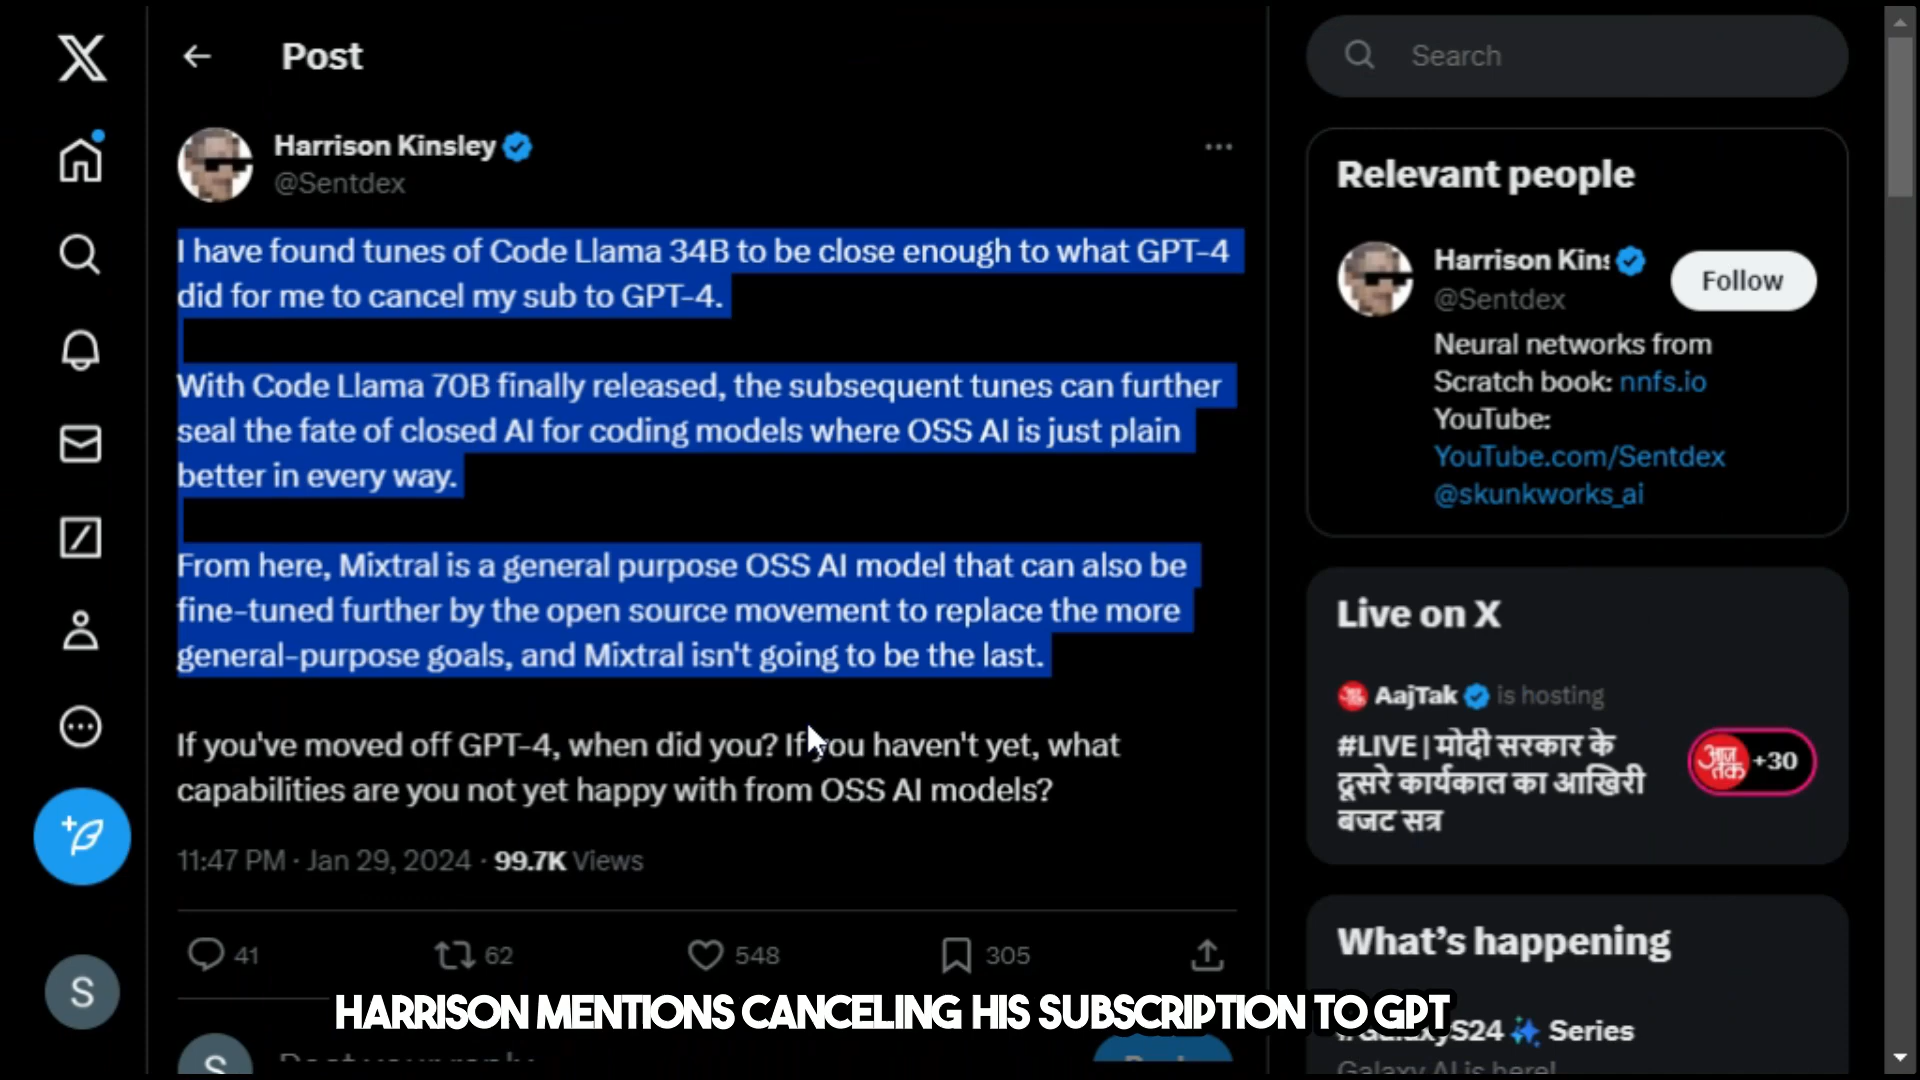 Post
Search
Harrison Kinsley
@Sentdex
I have found tunes of Code Llama 34B to be close enough to what GPT-4
did for me to cancel my sub to GPT-4.
With Code Llama 70B finally released, the subsequent tunes can further
seal the fate of closed AI for coding models where OSS AI is just plain
better in every way.
From here, Mixtral is a general purpose OSS AI model that can also be
fine-tuned further by the open source movement to replace the more
general-purpose goals, and Mixtral isn't going to be the last.
If you've moved off GPT-4, when did you? If you haven't yet, what
capabilities are you not yet happy with from OSS AI models?
11:47 PM · Jan 29, 2024 · 99.7K Views
41 62 548 305
S
S
HARRISON MENTIONS CANCELING HIS SUBSCRIPTION TO GPT
Relevant people
Harrison Kins
@Sentdex
Follow
Neural networks from
Scratch book: nnfs.io
YouTube:
YouTube.com/Sentdex
@skunkworks_ai
Live on X
AajTak is hosting
#LIVE | मोदी सरकार के
दूसरे कार्यकाल का आखिरी
बजट सत्र
आज तक
+30
What's happening
Series
Galaxy AI is here!